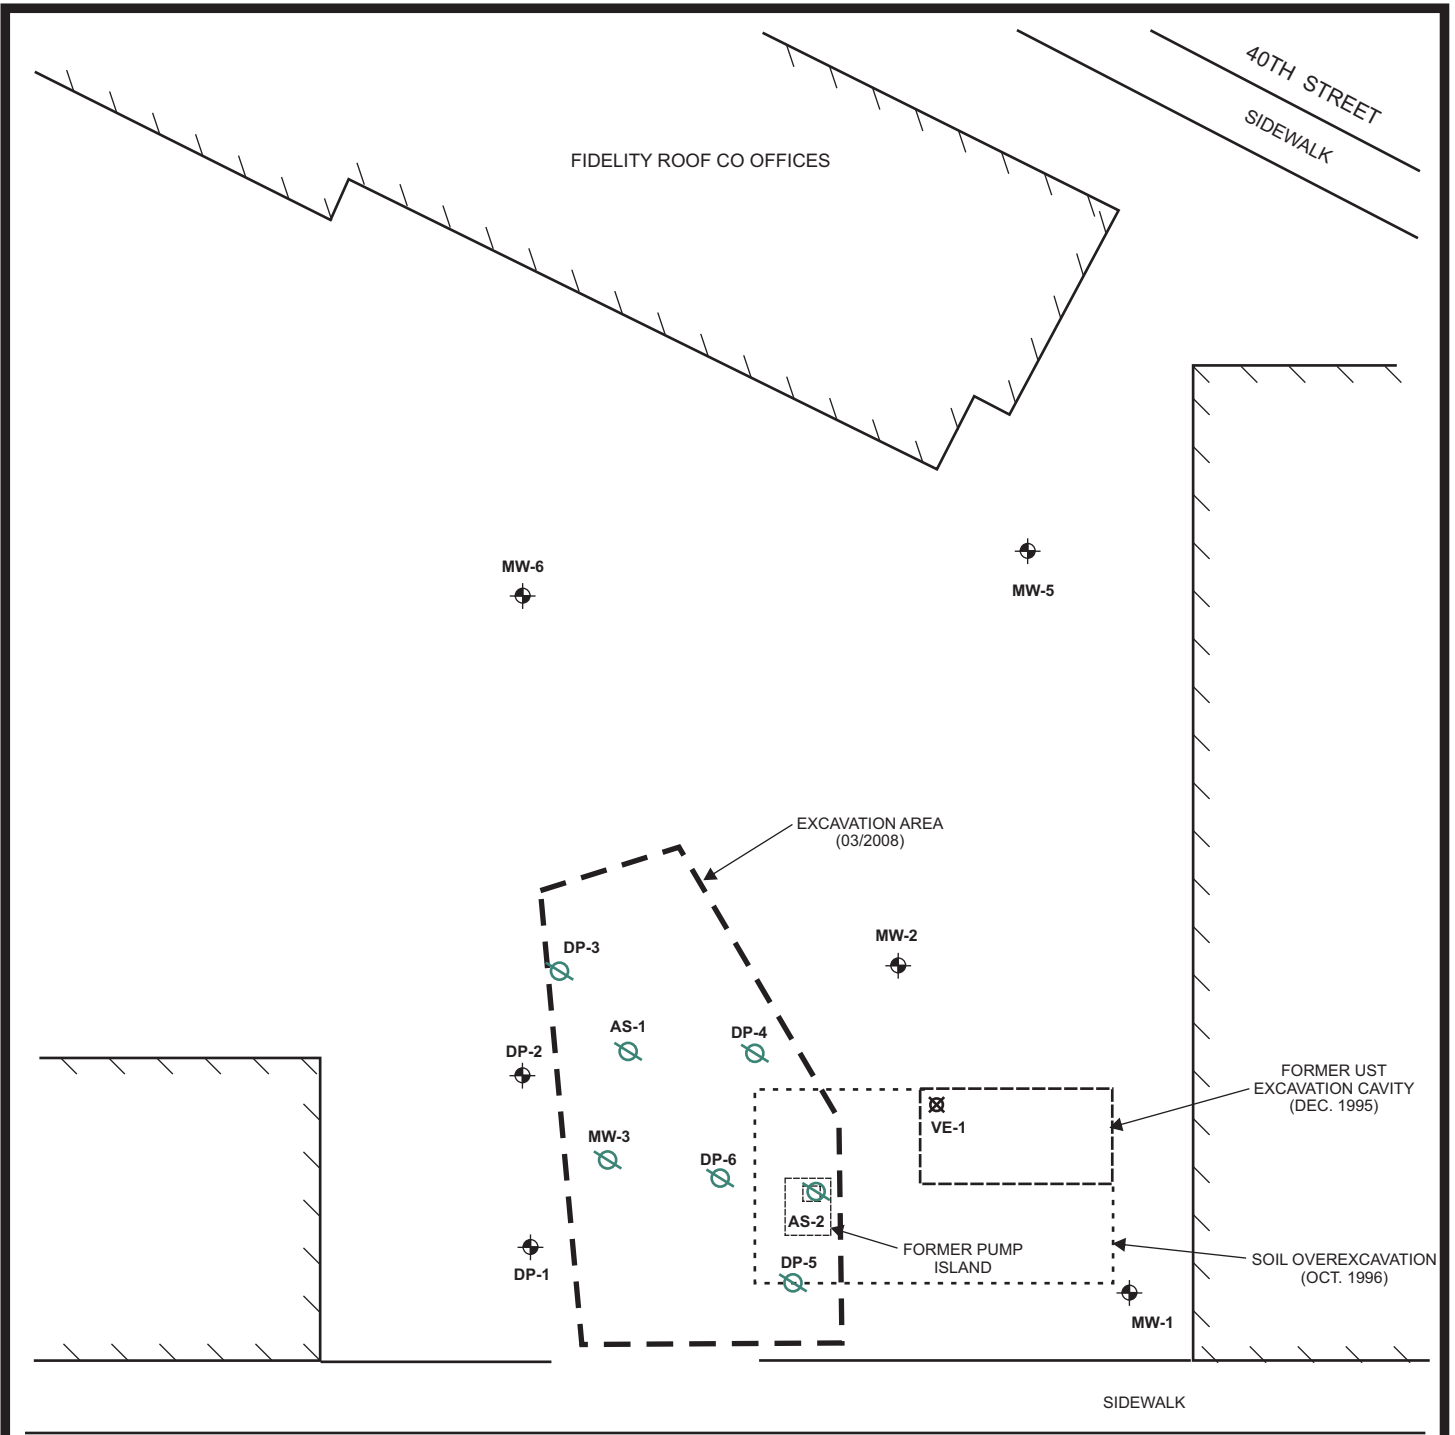 40TH STREET
SIDEWALK
FIDELITY ROOF CO OFFICES
MW-6
MW-5
EXCAVATION AREA
(03/2008)
MW-2
DP-3
AS-1
DP-4
DP-2
FORMER UST
EXCAVATION CAVITY
(DEC. 1995)
VE-1
MW-3
DP-6
AS-2
FORMER PUMP
ISLAND
DP-5
DP-1
SOIL OVEREXCAVATION
(OCT. 1996)
MW-1
SIDEWALK